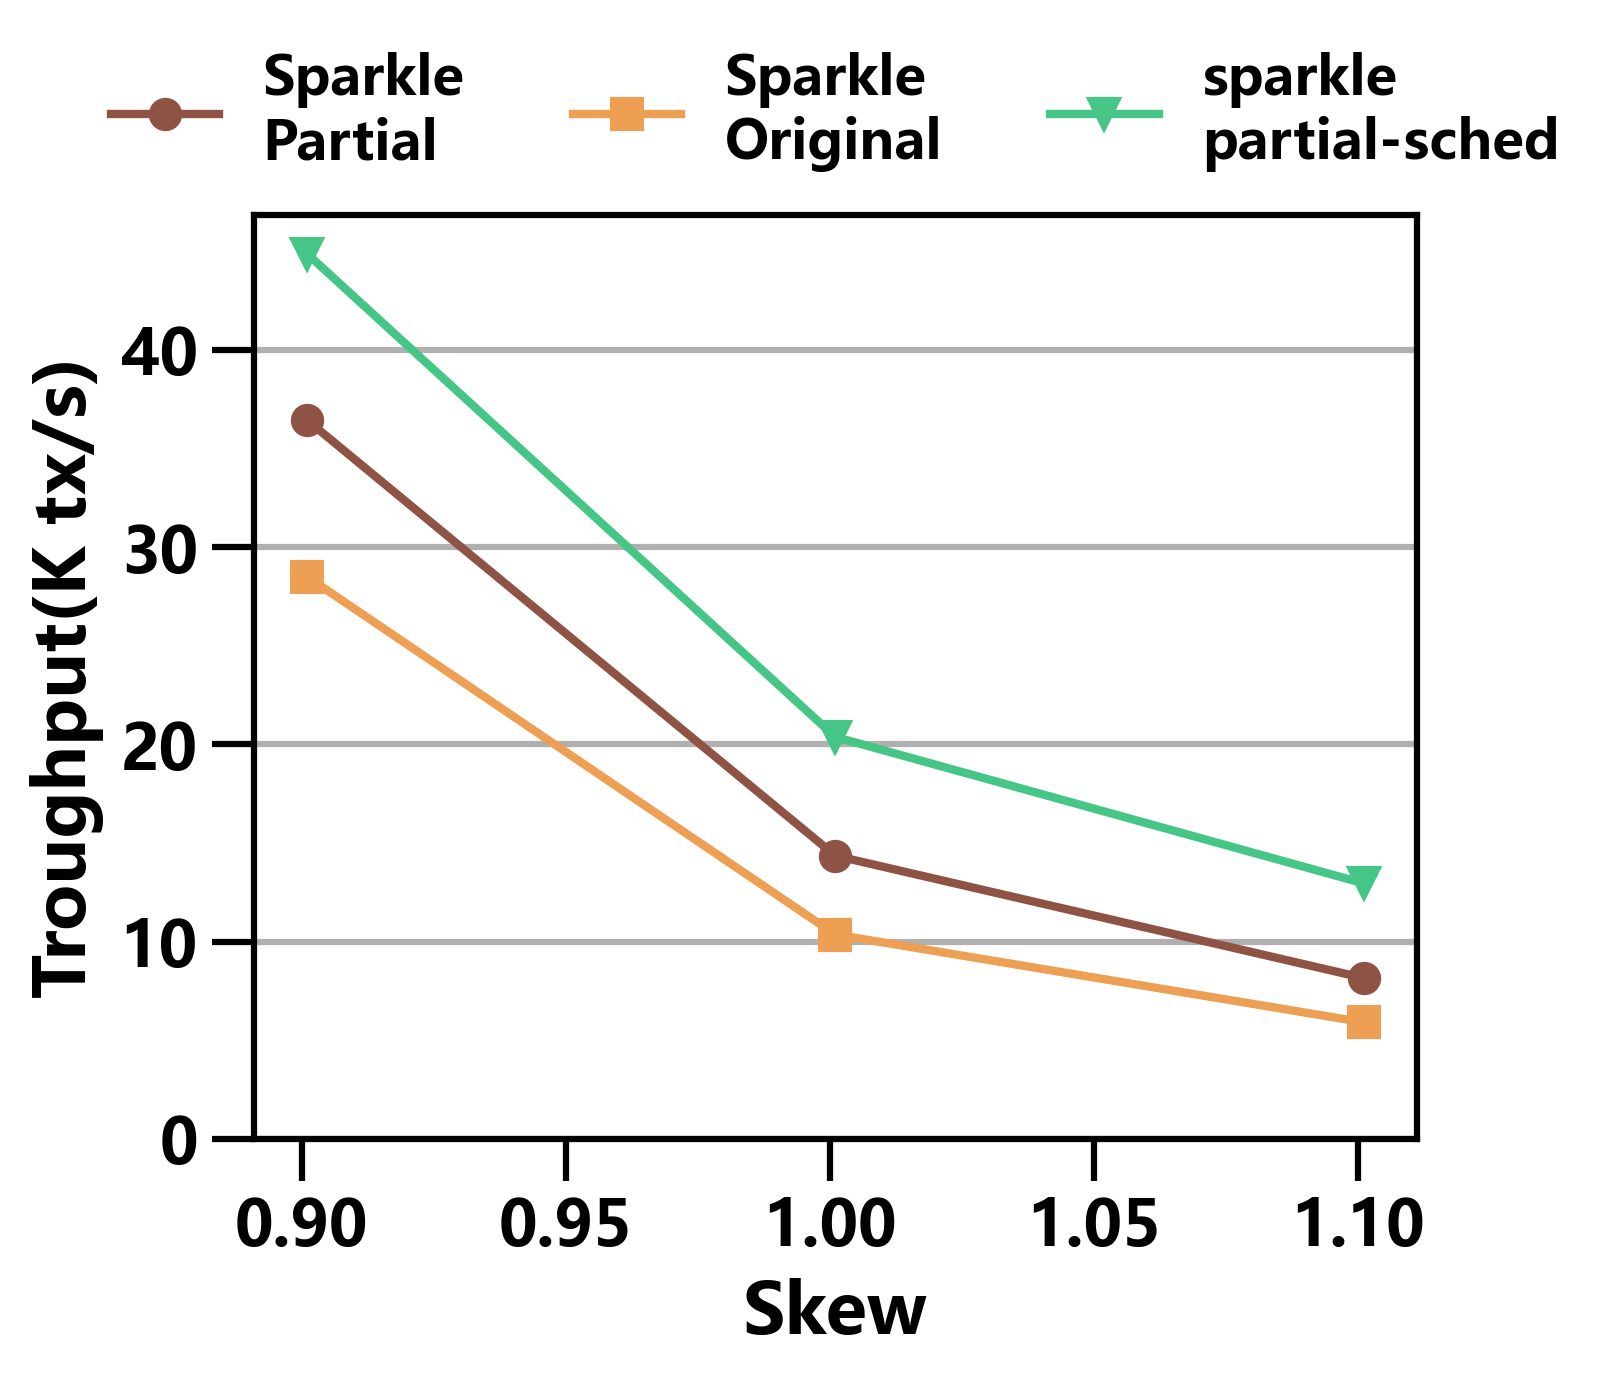 Sparkle
Partial
Sparkle
Original
sparkle
partial-sched
Troughput(K tx/s)
40
30
20
10
0
0.90
0.95
1.00
1.05
1.10
Skew